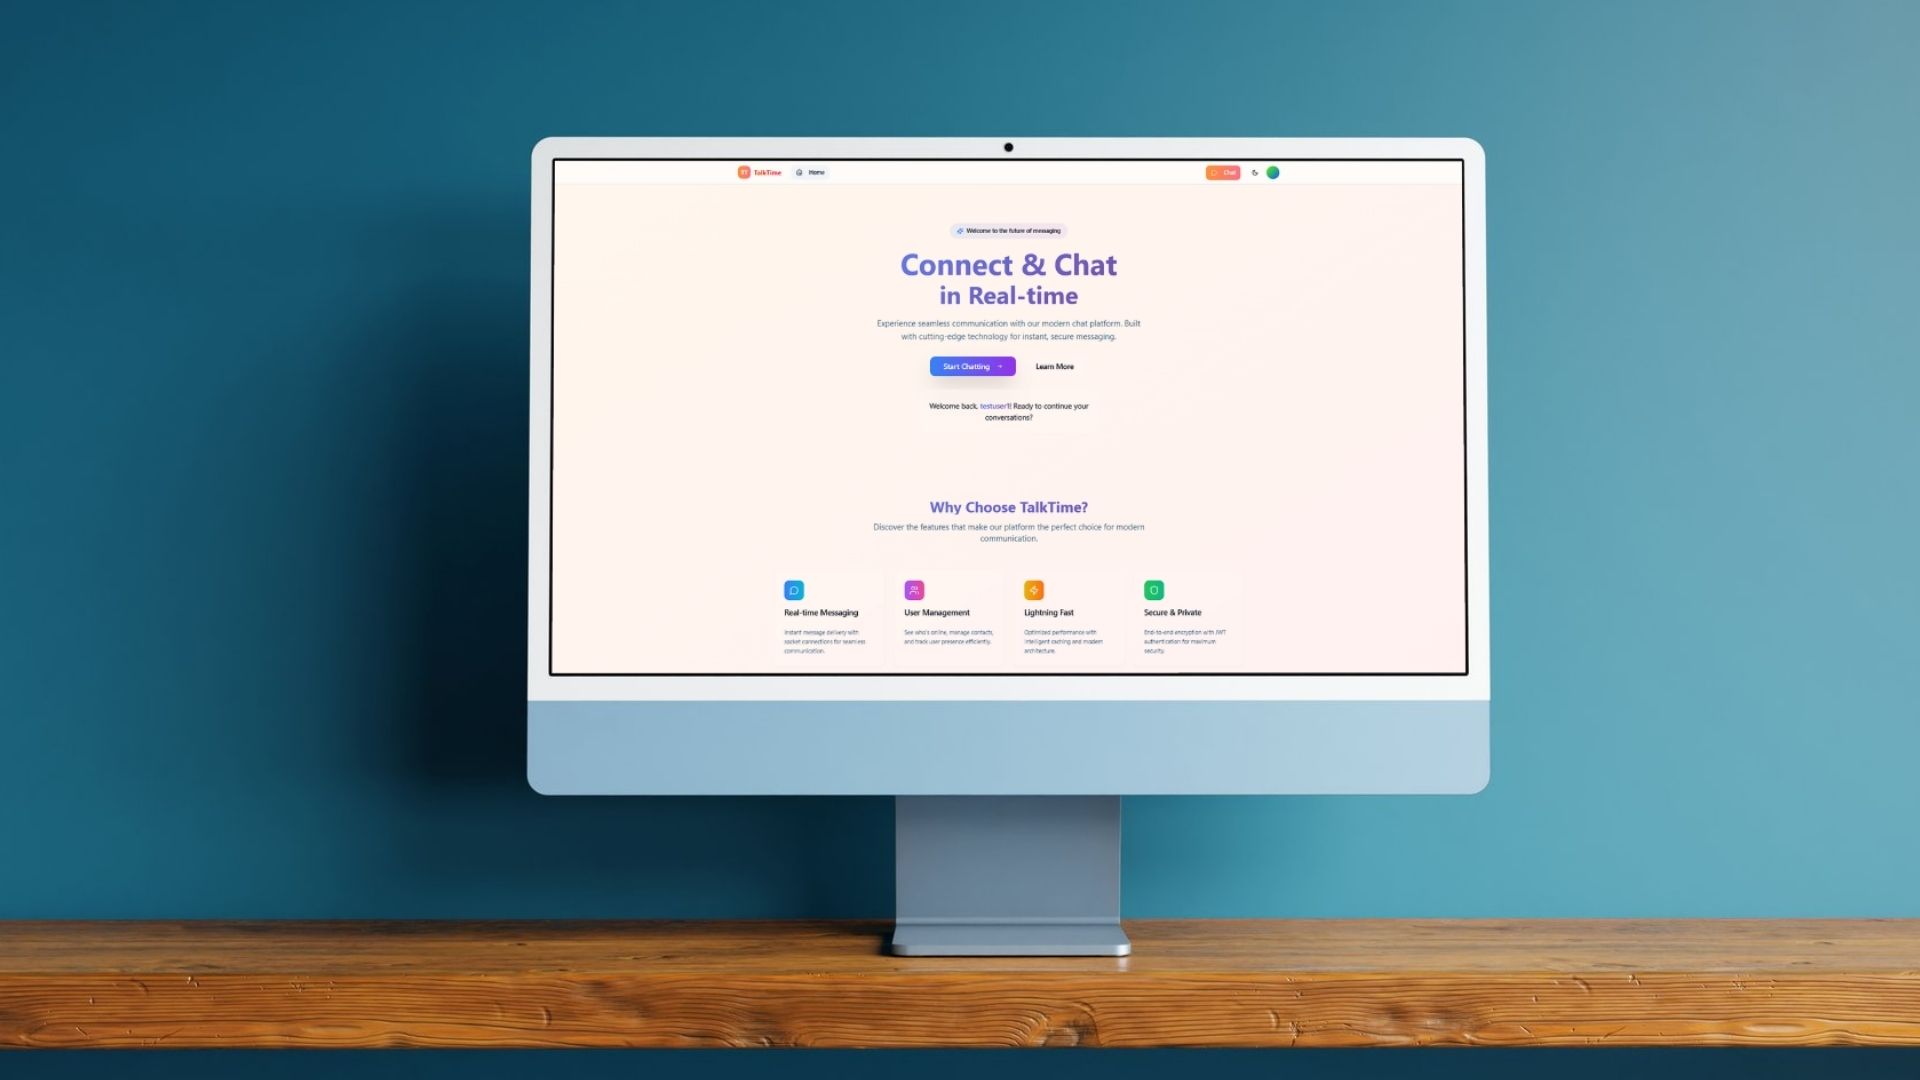 TT TalkTime Home Chat
Welcome to the future of messaging
Connect & Chat
in Real-time
Experience seamless communication with our modern chat platform. Built
with cutting-edge technology for instant, secure messaging.
Start Chatting → Learn More
Welcome back, testuser1! Ready to continue your
conversations?
Why Choose TalkTime?
Discover the features that make our platform the perfect choice for modern
communication.
Real-time Messaging
Instant message delivery with
socket connections for seamless
communication.
User Management
See who's online, manage contacts,
and track user presence efficiently.
Lightning Fast
Optimized performance with
intelligent caching and modern
architecture.
Secure & Private
End-to-end encryption with JWT
authentication for maximum
security.